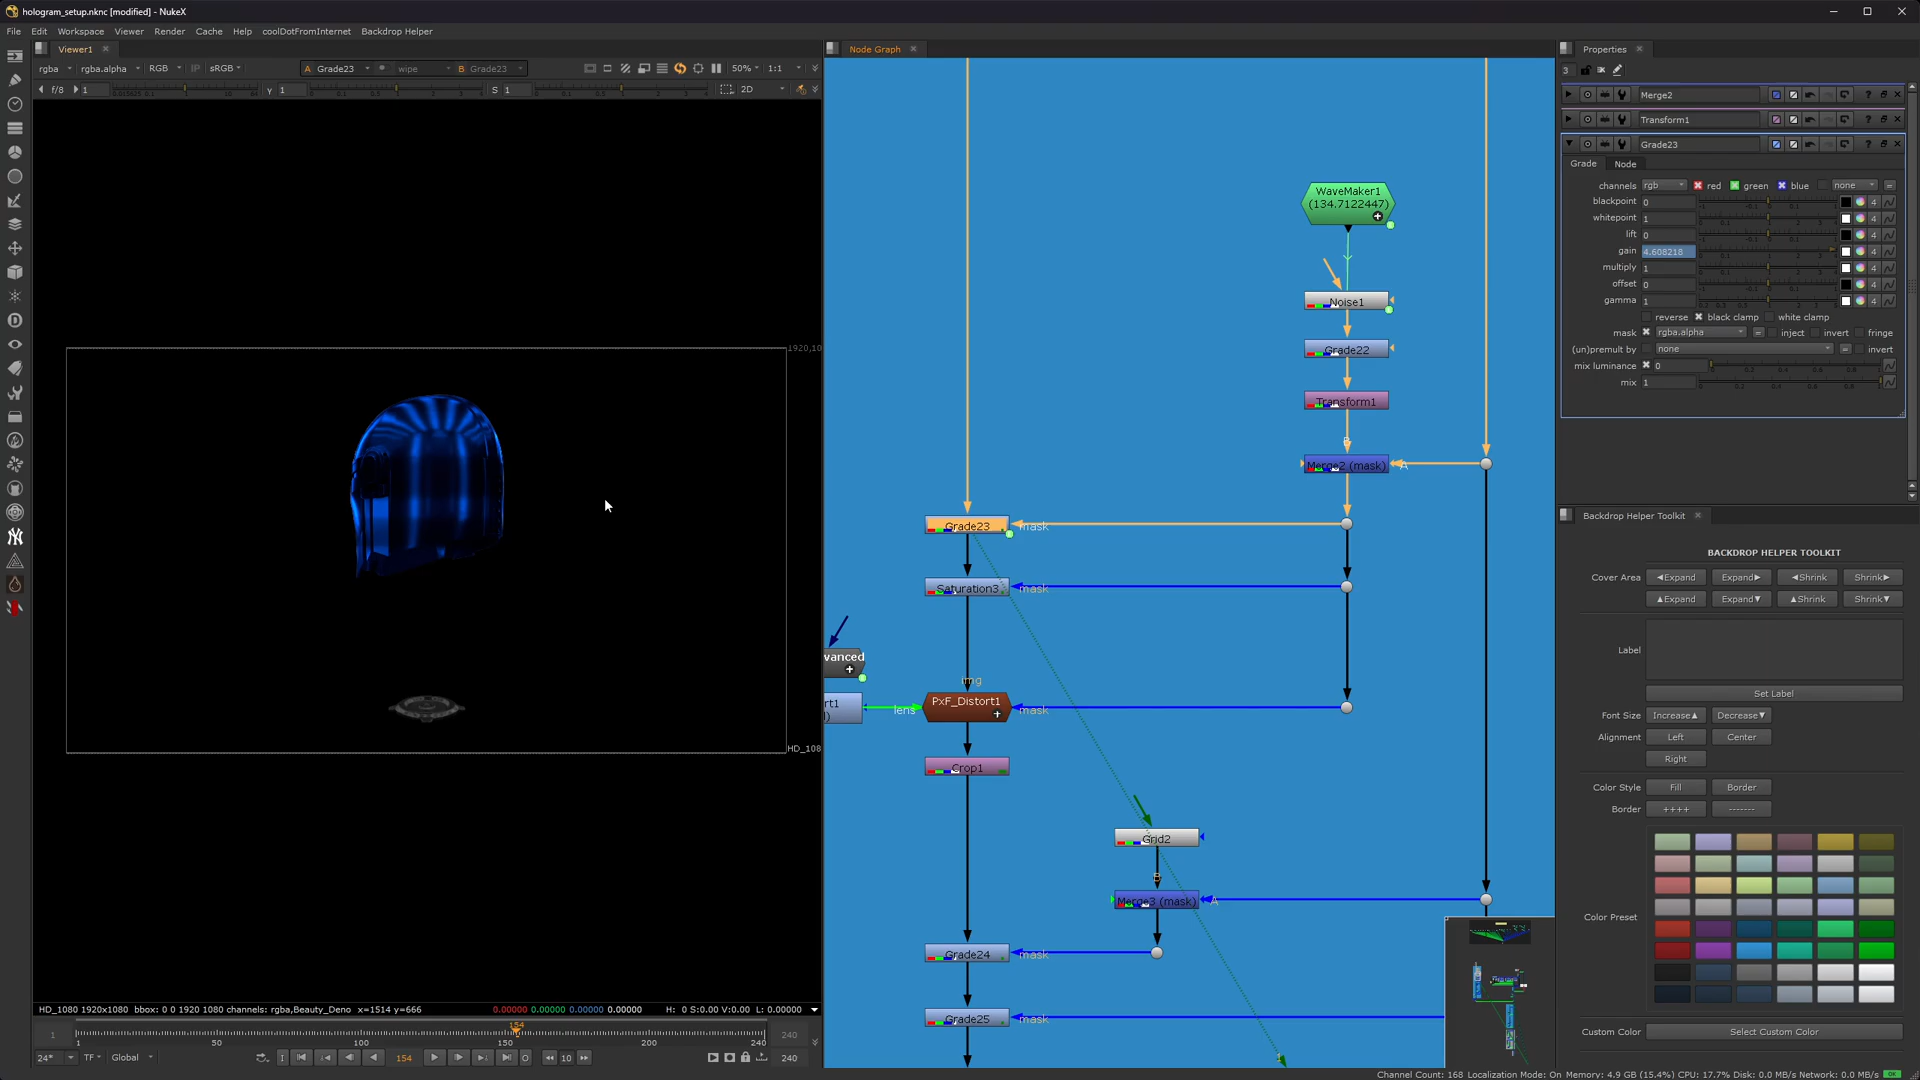 hologram_setup.nknc [modified] - NukeX
File Edit Workspace Viewer Render Cache Help coolDotFromInternet Backdrop Helper
Viewer1
Node Graph
Properties
rgba rgba.alpha RGB IP sRGB A Grade23 wipe B Grade23 50% 1:1
f/8 1 Y 1 S 1 2D
3
Merge2
Transform1
Grade23
Grade Node
channels rgb red green blue none
blackpoint 0
whitepoint 1
lift 0
gain 4.608218
multiply 1
offset 0
gamma 1
reverse black clamp white clamp
mask rgba.alpha inject invert fringe
(un)premult by none invert
mix luminance 0
mix 1
1920,10
HD_108
WaveMaker1
(134.7122447)
Noise1
Grade22
Transform1
B
Merge2 (mask) A
Grade23 mask
Saturation3 mask
vanced
img
rt1
)
lens PxF_Distort1 mask
Crop1
Grid2
B
Merge3 (mask) A
Grade24 mask
Grade25 mask
Backdrop Helper Toolkit
BACKDROP HELPER TOOLKIT
Cover Area ◀Expand Expand▶ ◀Shrink Shrink▶
▲Expand Expand▼ ▲Shrink Shrink▼
Label
Set Label
Font Size Increase▲ Decrease▼
Alignment Left Center
Right
Color Style Fill Border
Border ++++ -------
Color Preset
Custom Color Select Custom Color
HD_1080 1920x1080 bbox: 0 0 1920 1080 channels: rgba,Beauty_Deno x=1514 y=666 0.00000 0.00000 0.00000 0.00000 H: 0 S:0.00 V:0.00 L: 0.00000
1 50 100 150 154 200 240 240
24* TF Global 154 10 240
Channel Count: 168 Localization Mode: On Memory: 4.9 GB (15.4%) CPU: 17.7% Disk: 0.0 MB/s Network: 0.0 MB/s OK